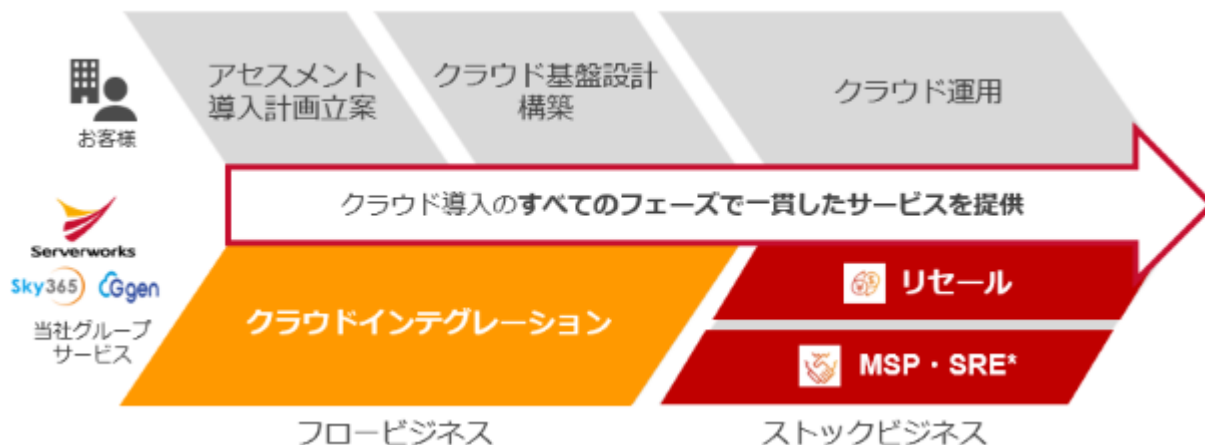 アセスメント
導入計画立案
クラウド基盤設計
構築
クラウド運用
お客様
クラウド導入のすべてのフェーズで一貫したサービスを提供
Serverworks
Sky365
Ggen
当社グループ
サービス
クラウドインテグレーション
リセール
MSP・SRE*
フロービジネス
ストックビジネス